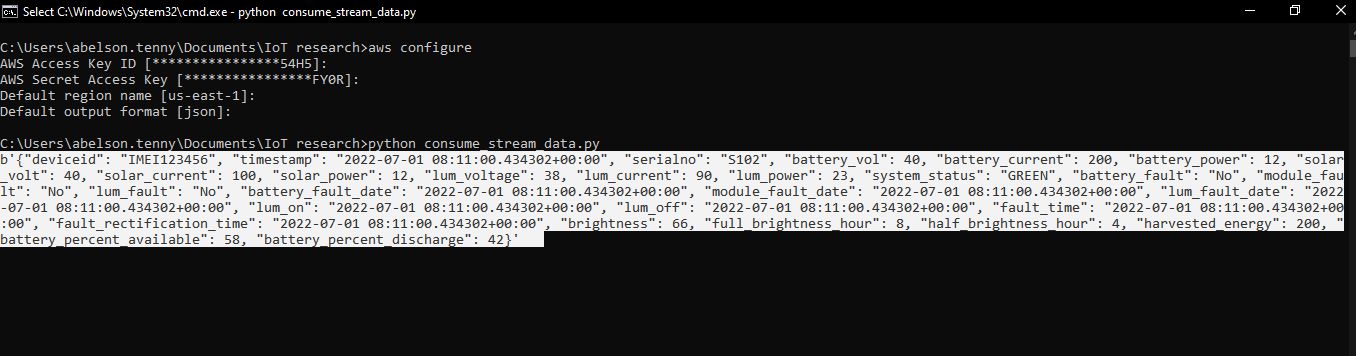 Select C:\Windows\System32\cmd.exe - python  consume_stream_data.py
C:\Users\abelson.tenny\Documents\IoT research>aws configure
AWS Access Key ID [****************54H5]:
AWS Secret Access Key [****************FY0R]:
Default region name [us-east-1]:
Default output format [json]:
C:\Users\abelson.tenny\Documents\IoT research>python consume_stream_data.py
b'{"deviceid": "IMEI123456", "timestamp": "2022-07-01 08:11:00.434302+00:00", "serialno": "S102", "battery_vol": 40, "battery_current": 200, "battery_power": 12, "solar
_volt": 40, "solar_current": 100, "solar_power": 12, "lum_voltage": 38, "lum_current": 90, "lum_power": 23, "system_status": "GREEN", "battery_fault": "No", "module_fau
lt": "No", "lum_fault": "No", "battery_fault_date": "2022-07-01 08:11:00.434302+00:00", "module_fault_date": "2022-07-01 08:11:00.434302+00:00", "lum_fault_date": "2022
-07-01 08:11:00.434302+00:00", "lum_on": "2022-07-01 08:11:00.434302+00:00", "lum_off": "2022-07-01 08:11:00.434302+00:00", "fault_time": "2022-07-01 08:11:00.434302+00
:00", "fault_rectification_time": "2022-07-01 08:11:00.434302+00:00", "brightness": 66, "full_brightness_hour": 8, "half_brightness_hour": 4, "harvested_energy": 200, "
battery_percent_available": 58, "battery_percent_discharge": 42}'